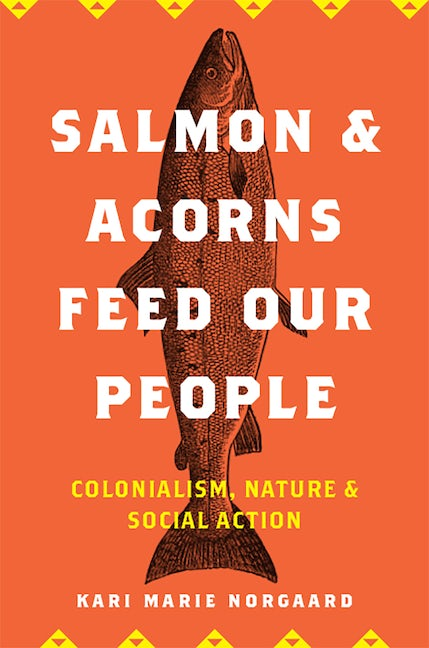 SALMON &
ACORNS
FEED OUR
PEOPLE
COLONIALISM, NATURE &
SOCIAL ACTION
KARI MARIE NORGAARD